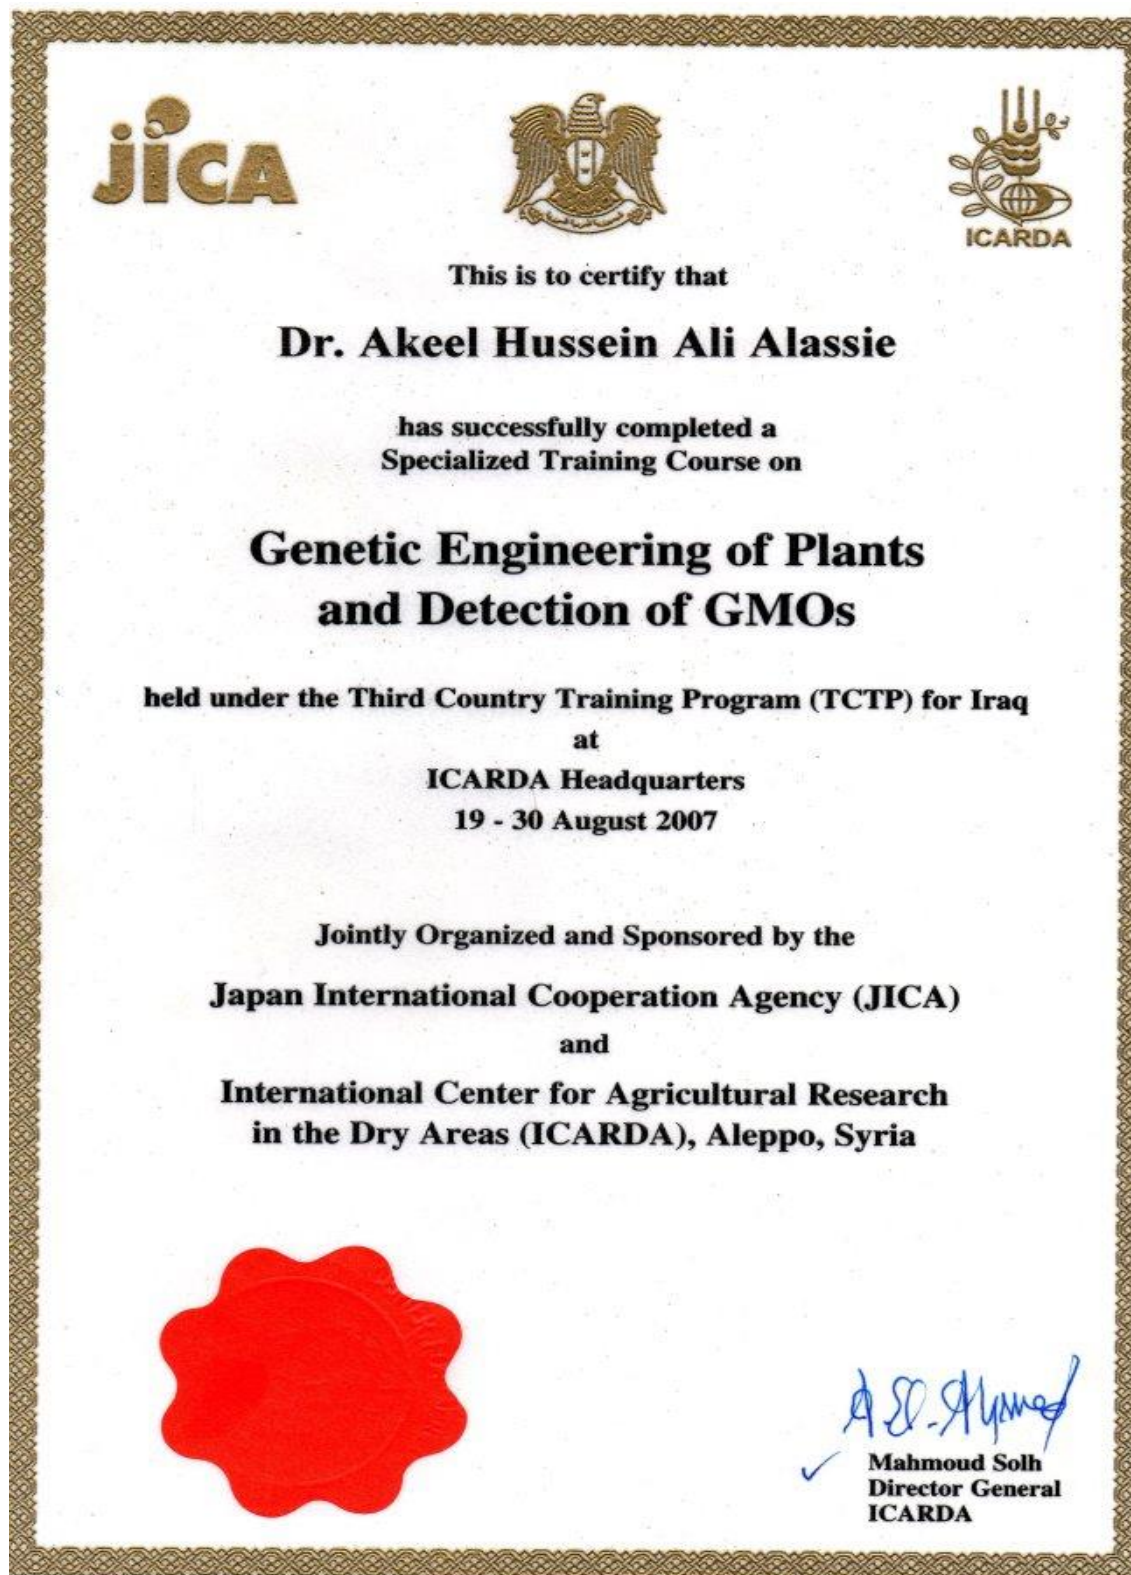 jica
ICARDA
This is to certify that
Dr. Akeel Hussein Ali Alassie
has successfully completed a
Specialized Training Course on
Genetic Engineering of Plants
and Detection of GMOs
held under the Third Country Training Program (TCTP) for Iraq
at
ICARDA Headquarters
19 - 30 August 2007
Jointly Organized and Sponsored by the
Japan International Cooperation Agency (JICA)
and
International Center for Agricultural Research
in the Dry Areas (ICARDA), Aleppo, Syria
A El-Ahmed
Mahmoud Solh
Director General
ICARDA